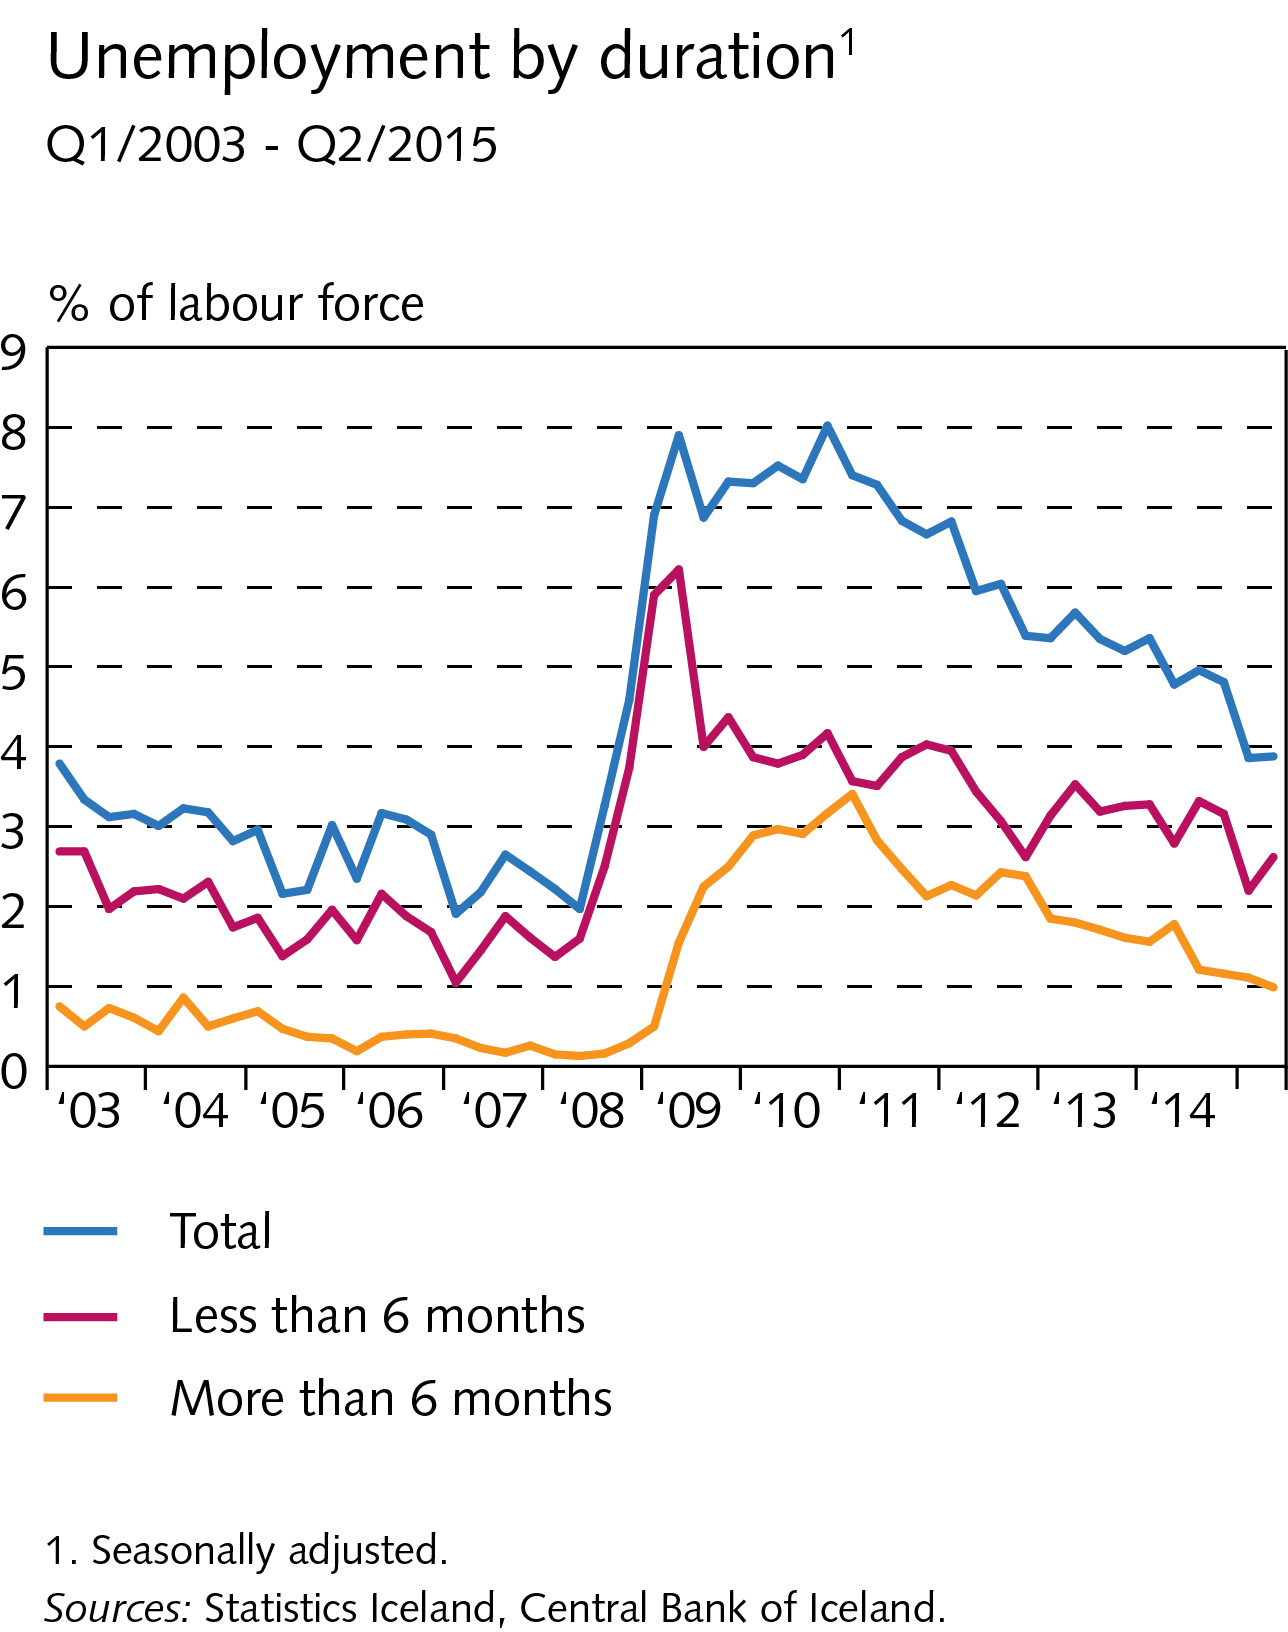 Unemployment by duration¹
Q1/2003 - Q2/2015
% of labour force
9
8
7
6
5
4
3
2
1
0
‘03 ‘04 ‘05 ‘06 ‘07 ‘08 ‘09 ‘10 ‘11 ‘12 ‘13 ‘14
Total
Less than 6 months
More than 6 months
1. Seasonally adjusted.
Sources: Statistics Iceland, Central Bank of Iceland.